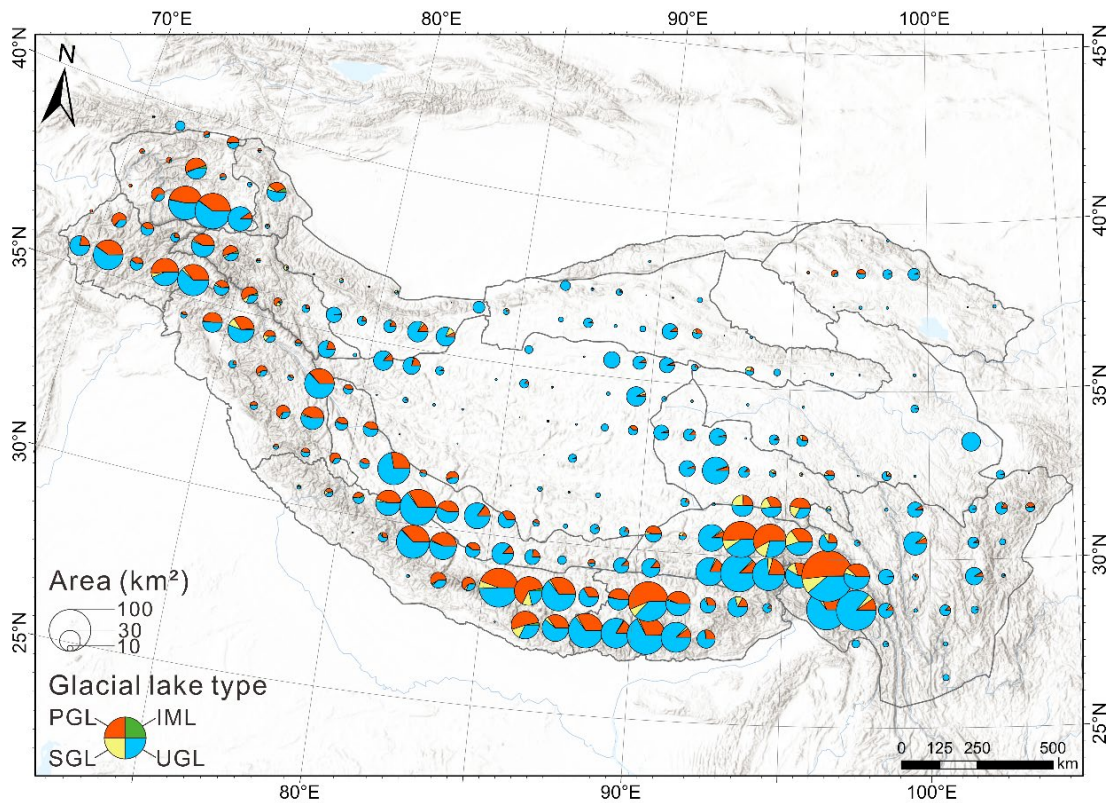 70°E 80°E 90°E 100°E
40°N
45°N
N
35°N
40°N
30°N
35°N
25°N
30°N
25°N
Area (km²)
100
30
10
Glacial lake type
PGL IML
SGL UGL
0 125 250 500
km
80°E 90°E 100°E